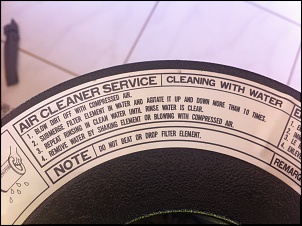 AIR CLEANER SERVICE
CLEANING WITH WATER
1. BLOW DIRT OFF WITH COMPRESSED AIR.
2. SUBMERGE FILTER ELEMENT IN WATER AND AGITATE IT UP AND DOWN MORE THAN 10 TIMES.
3. REPEAT RINSING IN CLEAN WATER UNTIL RINSE WATER IS CLEAR.
4. REMOVE WATER BY SHAKING ELEMENT OR BLOWING WITH COMPRESSED AIR.
NOTE
DO NOT BEAT OR DROP FILTER ELEMENT.
REMAR